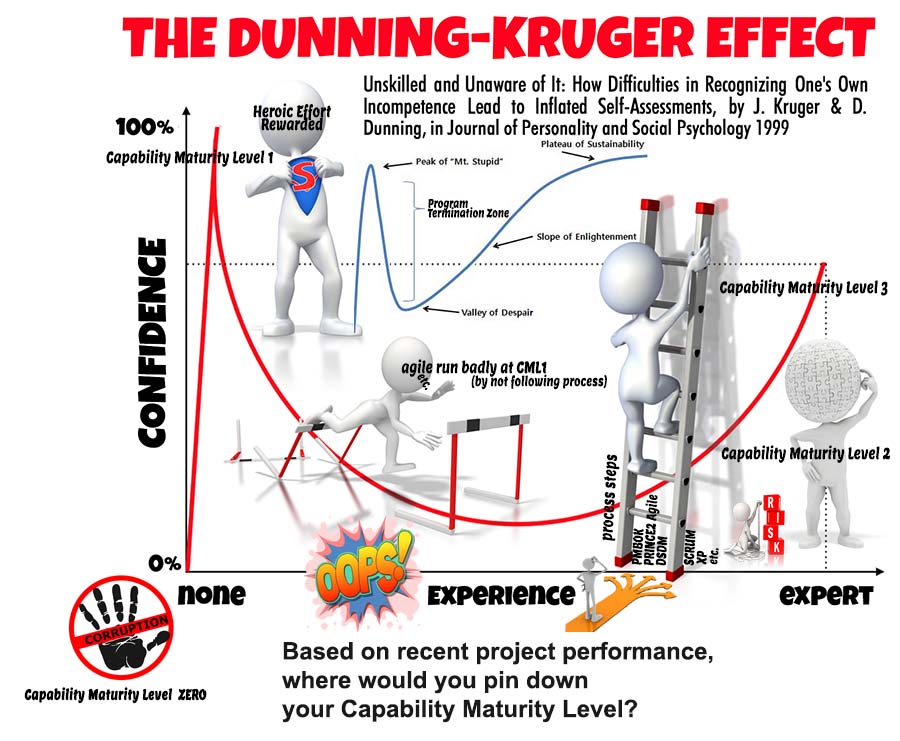 THE DUNNING-KRUGER EFFECT
Unskilled and Unaware of It: How Difficulties in Recognizing One's Own
Incompetence Lead to Inflated Self-Assessments, by J. Kruger & D.
Dunning, in Journal of Personality and Social Psychology 1999
Heroic Effort
Rewarded
100%
Capability Maturity Level 1
S
Plateau of Sustainability
Peak of "Mt. Stupid"
Program
Termination Zone
Slope of Enlightenment
Valley of Despair
CONFIDENCE
Capability Maturity Level 3
agile run badly at CML1
etc.
(by not following process)
Capability Maturity Level 2
process steps
PMBOK
PRINCE2 Agile
DSDM
SCRUM
XP
etc.
RISK
OOPS!
0%
none
EXPERIENCE
EXPERT
CORRUPTION
Capability Maturity Level ZERO
Based on recent project performance,
where would you pin down
your Capability Maturity Level?